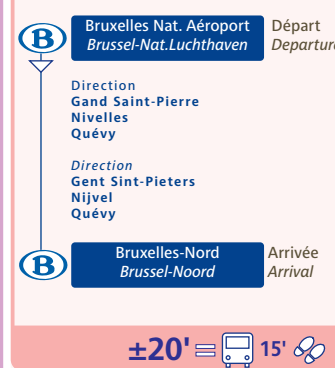 B
Bruxelles Nat. Aéroport
Départ
Brussel-Nat.Luchthaven
Departure
Direction
Gand Saint-Pierre
Nivelles
Quévy
Direction
Gent Sint-Pieters
Nijvel
Quévy
B
Bruxelles-Nord
Arrivée
Brussel-Noord
Arrival
±20' = 15'